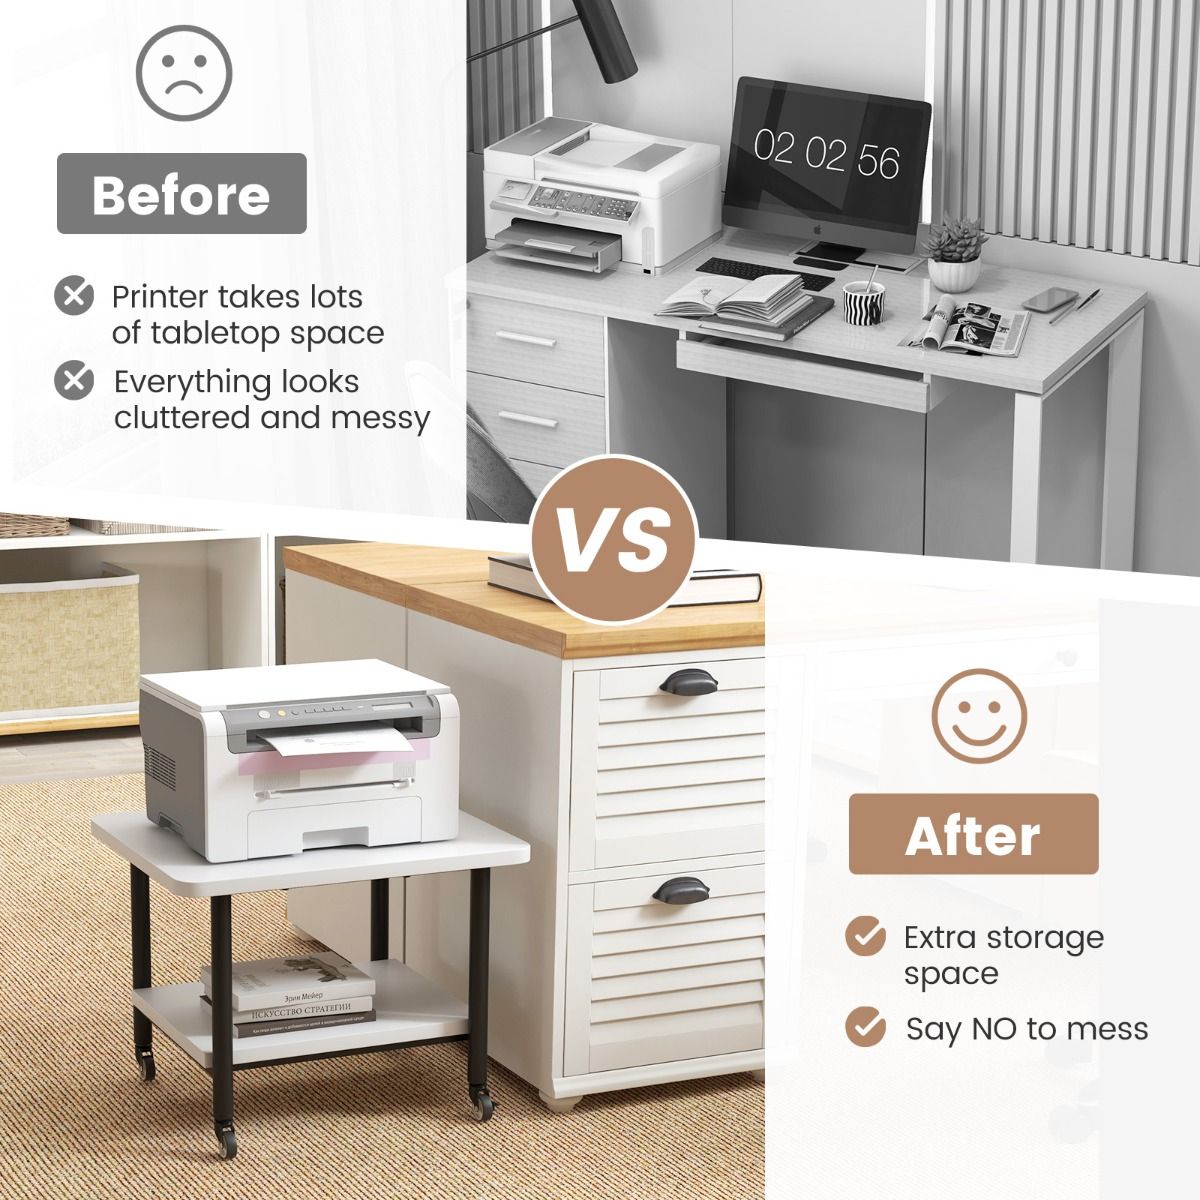 Before
Printer takes lots
of tabletop space
Everything looks
cluttered and messy
02 02 56
VS
After
Extra storage
space
Say NO to mess
Эрин Мейер
ИСКУССТВО СТРАТЕГИИ